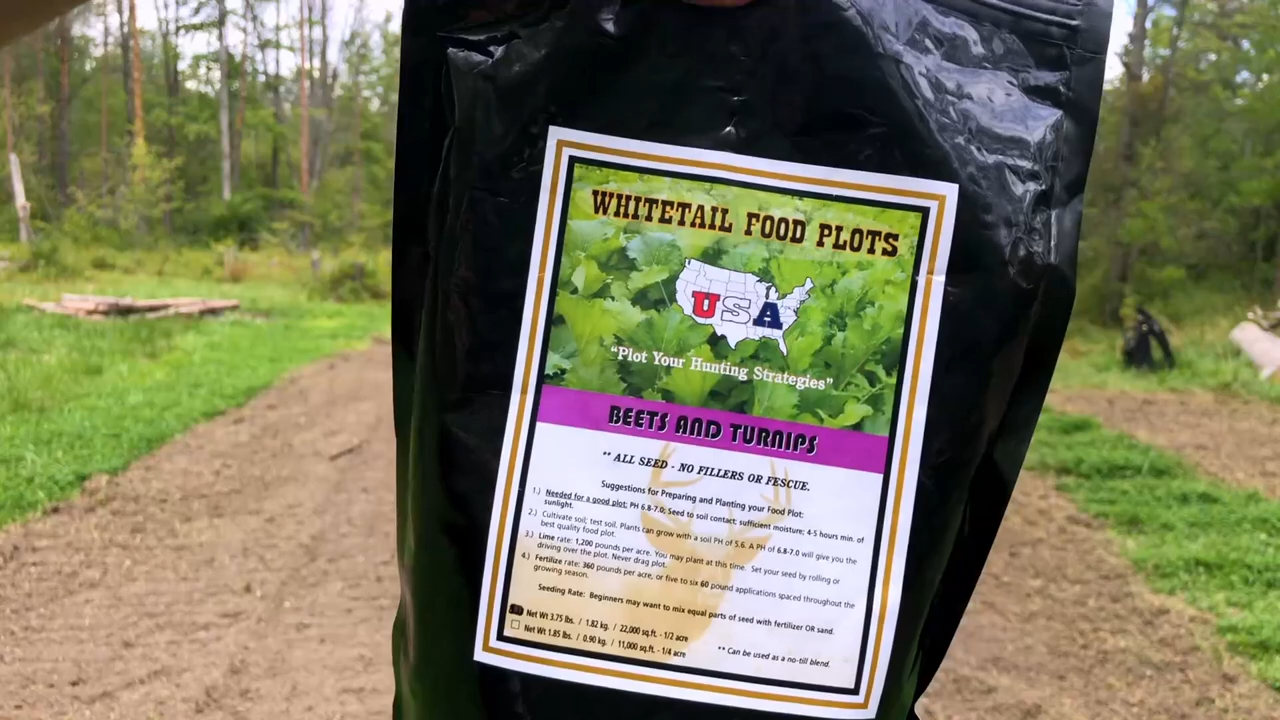 WHITETAIL FOOD PLOTS
USA
“Plot Your Hunting Strategies”
BEETS AND TURNIPS
** ALL SEED - NO FILLERS OR FESCUE.
Suggestions for Preparing and Planting your Food Plot:
1.) Needed for a good plot: PH 6.8-7.0; Seed to soil contact; sufficient moisture; 4-5 hours min. of
sunlight.
2.) Cultivate soil; test soil. Plants can grow with a soil PH of 5.6. A PH of 6.8-7.0 will give you the
best quality food plot.
3.) Lime rate: 1,200 pounds per acre. You may plant at this time. Set your seed by rolling or
driving over the plot. Never drag plot.
4.) Fertilize rate: 360 pounds per acre, or five to six 60 pound applications spaced throughout the
growing season.
Seeding Rate: Beginners may want to mix equal parts of seed with fertilizer OR sand.
Net Wt 3.75 lbs. / 1.82 kg. / 22,000 sq.ft. - 1/2 acre
Net Wt 1.85 lbs. / 0.90 kg. / 11,000 sq.ft. - 1/4 acre
** Can be used as a no-till blend.